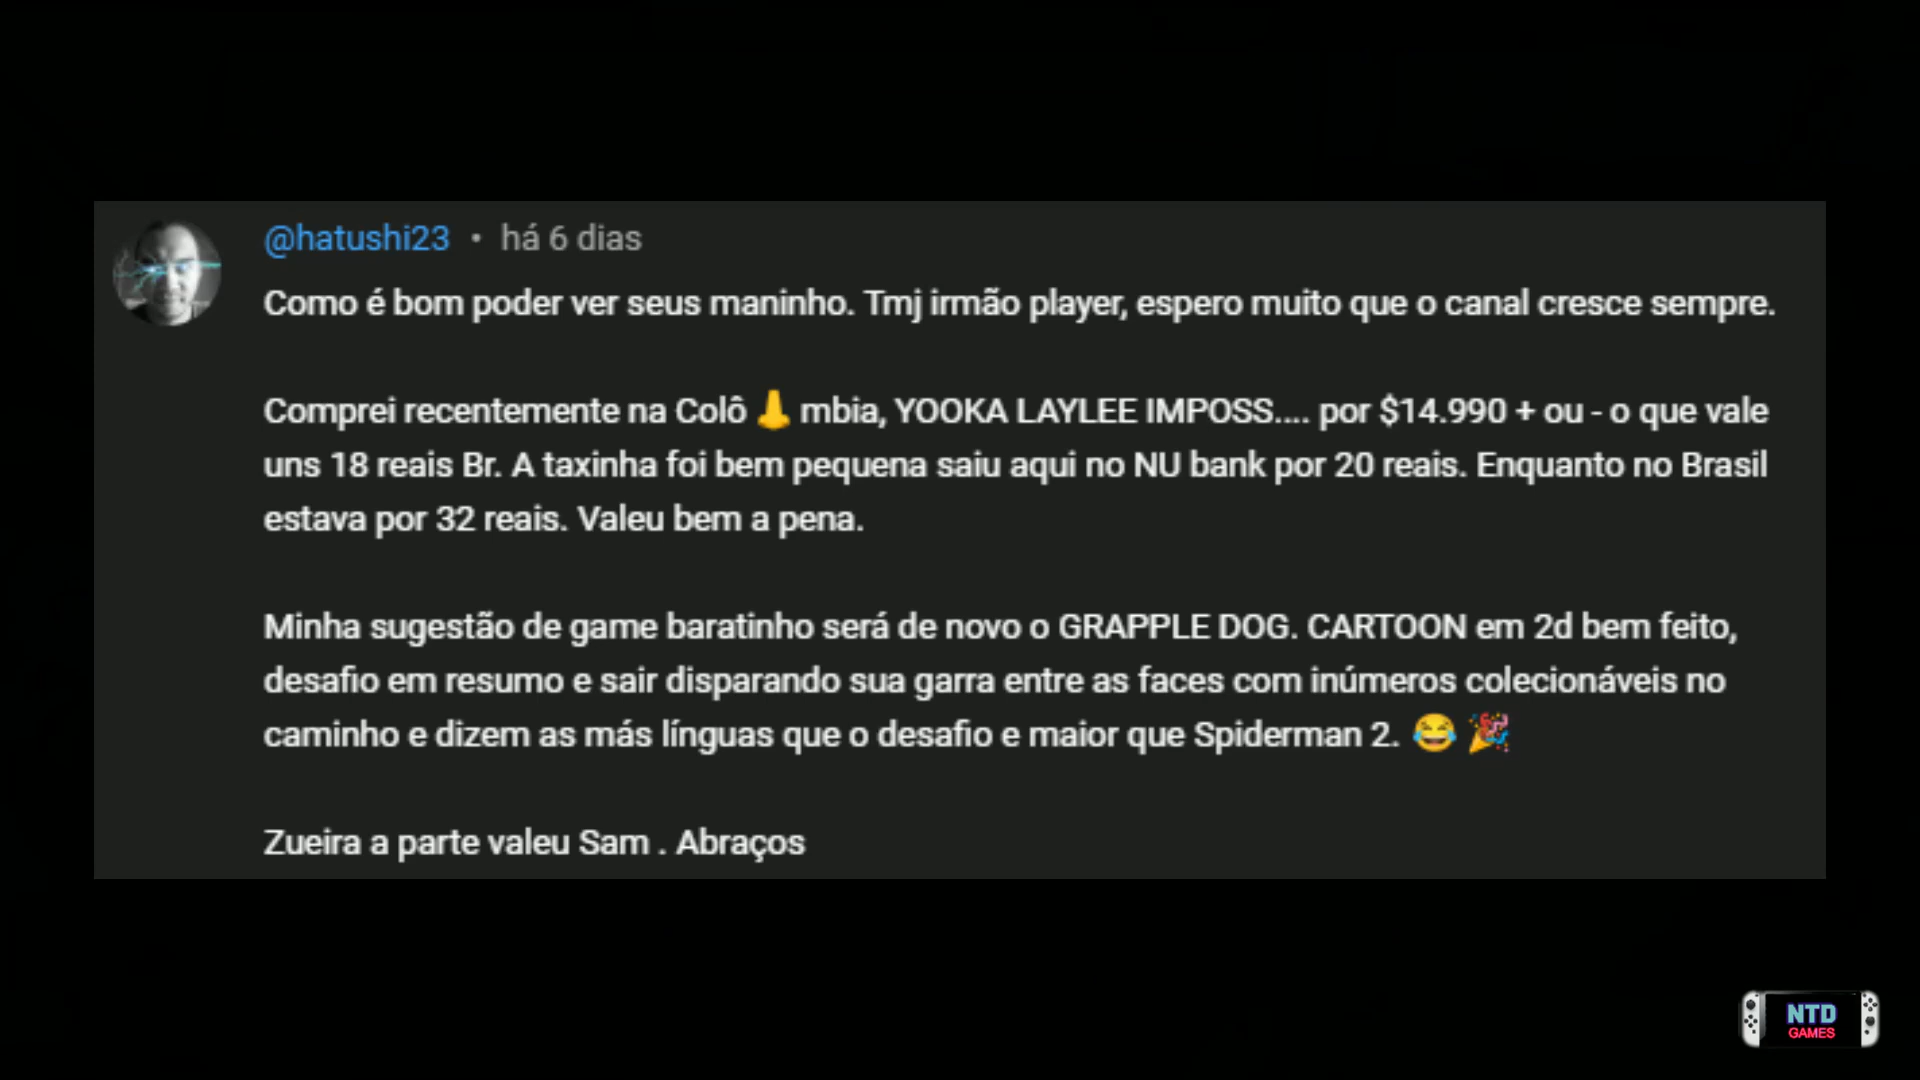 @hatushi23 • há 6 dias
Como é bom poder ver seus maninho. Tmj irmão player, espero muito que o canal cresce sempre.
Comprei recentemente na Colô👃mbia, YOOKA LAYLEE IMPOSS.... por $14.990 + ou - o que vale
uns 18 reais Br. A taxinha foi bem pequena saiu aqui no NU bank por 20 reais. Enquanto no Brasil
estava por 32 reais. Valeu bem a pena.
Minha sugestão de game baratinho será de novo o GRAPPLE DOG. CARTOON em 2d bem feito,
desafio em resumo e sair disparando sua garra entre as faces com inúmeros colecionáveis no
caminho e dizem as más línguas que o desafio e maior que Spiderman 2. 😂 🎉
Zueira a parte valeu Sam . Abraços
NTD
GAMES